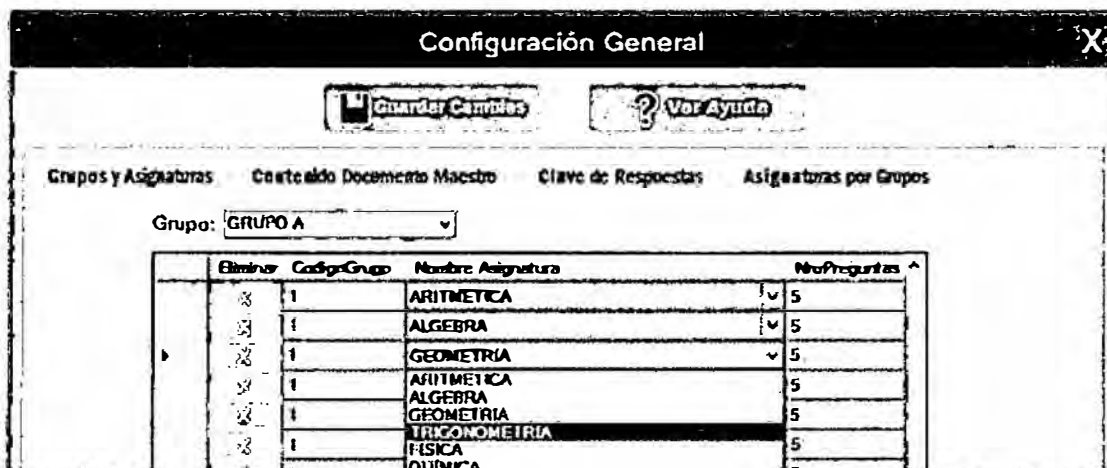 Configuración General X
Guardar Cambios ? Ver Ayuda
Grupos y Asignaturas Contenido Documento Maestro Clave de Respuestas Asignaturas por Grupos
Grupo: GRUPO A
Eliminar CodigoGrupo Nombre Asignatura NroPreguntas
1 ARITMETICA 5
1 ALGEBRA 5
1 GEOMETRIA 5
1 ARITMETICA 5
ALGEBRA
1 GEOMETRIA 5
TRIGONOMETRIA
1 FISICA 5
QUIMICA